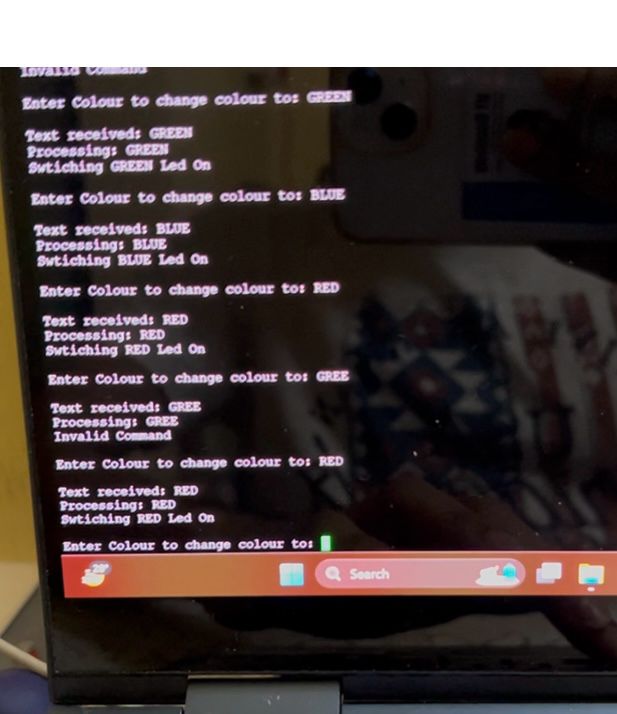 Invalid Command
Enter Colour to change colour to: GREEN
Text received: GREEN
Processing: GREEN
Swtiching GREEN Led On
Enter Colour to change colour to: BLUE
Text received: BLUE
Processing: BLUE
Swtiching BLUE Led On
Enter Colour to change colour to: RED
Text received: RED
Processing: RED
Swtiching RED Led On
Enter Colour to change colour to: GREE
Text received: GREE
Processing: GREE
Invalid Command
Enter Colour to change colour to: RED
Text received: RED
Processing: RED
Swtiching RED Led On
Enter Colour to change colour to:
Search